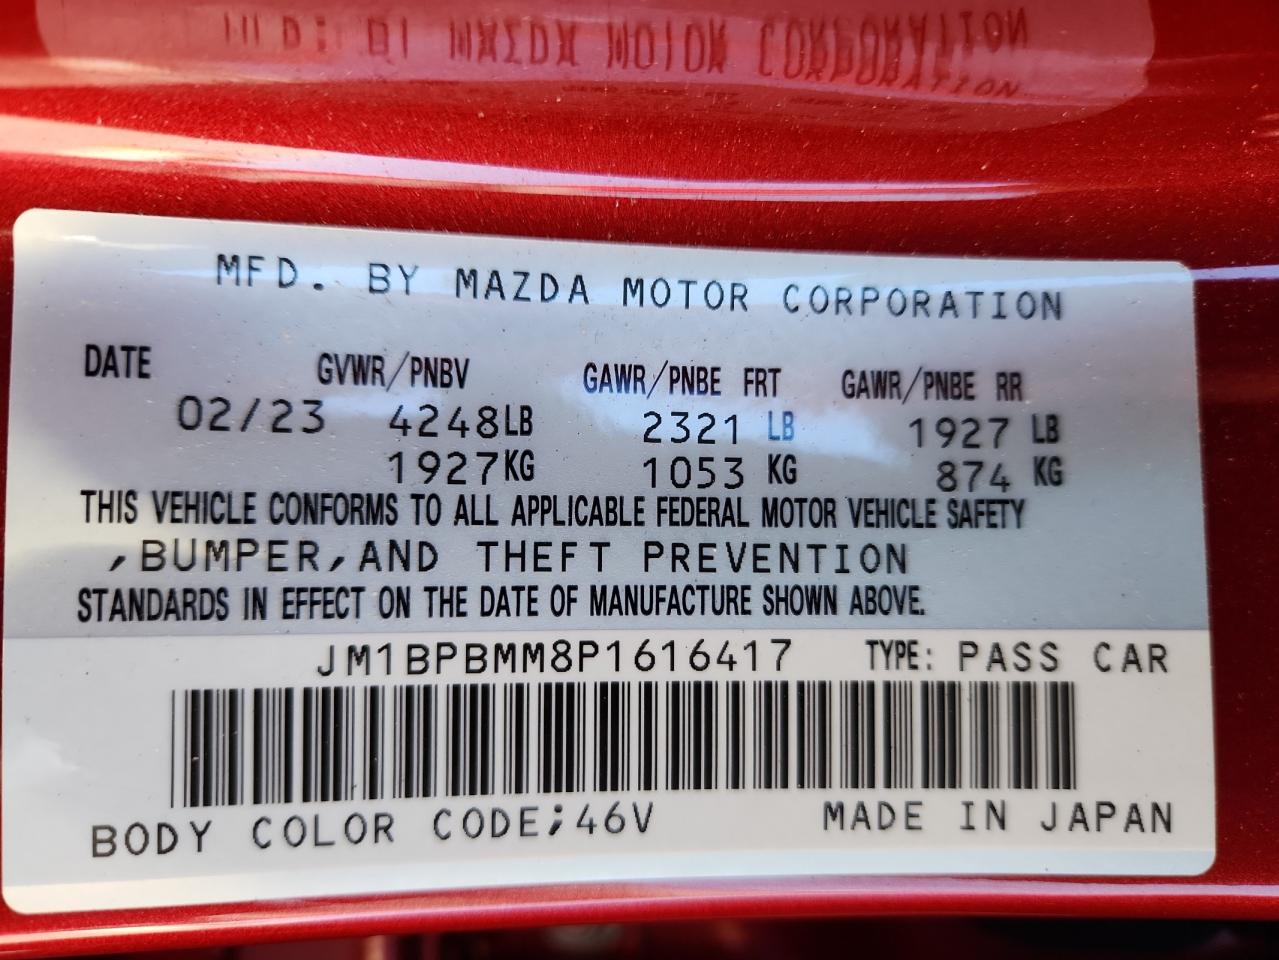 MFD. BY MAZDA MOTOR CORPORATION
DATE GVWR/PNBV GAWR/PNBE FRT GAWR/PNBE RR
02/23 4248LB 2321 LB 1927 LB
1927KG 1053 KG 874 KG
THIS VEHICLE CONFORMS TO ALL APPLICABLE FEDERAL MOTOR VEHICLE SAFETY
,BUMPER,AND THEFT PREVENTION
STANDARDS IN EFFECT ON THE DATE OF MANUFACTURE SHOWN ABOVE.
JM1BPBMM8P1616417 TYPE: PASS CAR
BODY COLOR CODE;46V MADE IN JAPAN